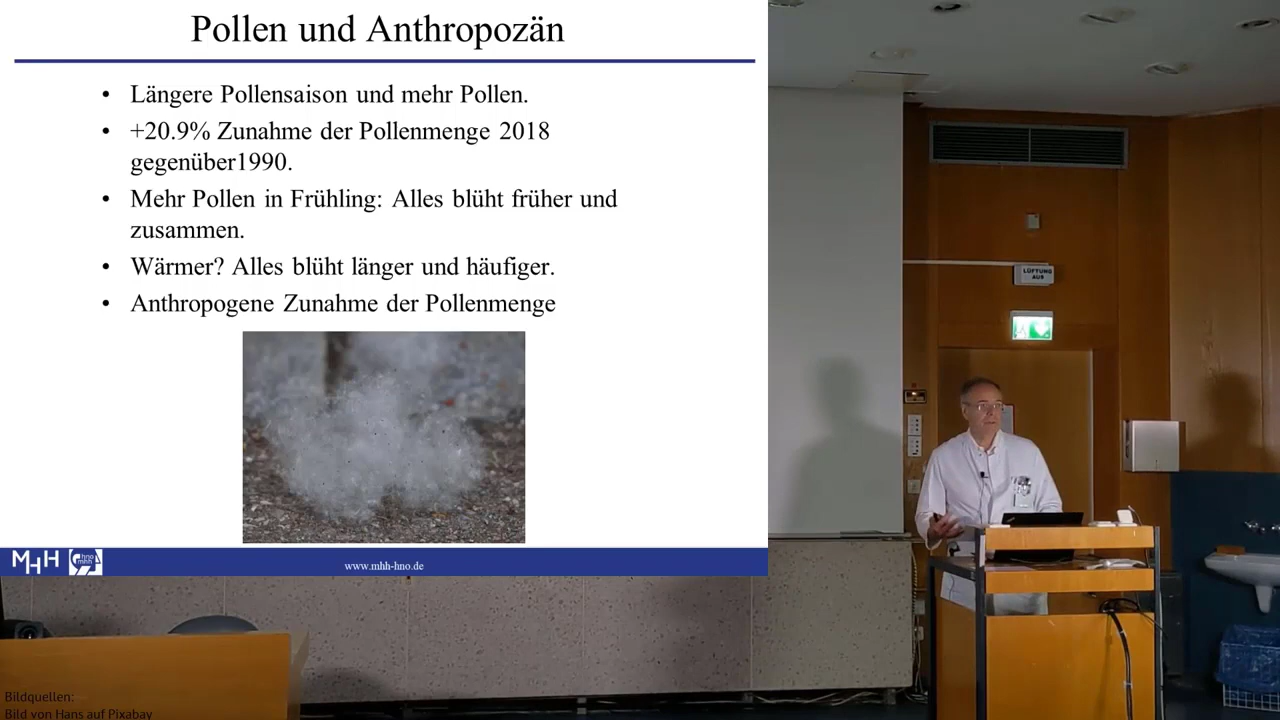 Pollen und Anthropozän
• Längere Pollensaison und mehr Pollen.
• +20.9% Zunahme der Pollenmenge 2018
gegenüber1990.
• Mehr Pollen in Frühling: Alles blüht früher und
zusammen.
• Wärmer? Alles blüht länger und häufiger.
• Anthropogene Zunahme der Pollenmenge
MHH
hno
mhh
www.mhh-hno.de
LÜFTUNG
AUS
Bildquellen:
Bild von Hans auf Pixabay